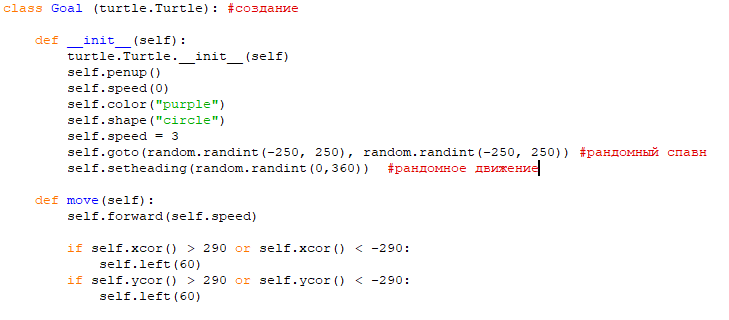 class Goal (turtle.Turtle): #создание
def __init__(self):
turtle.Turtle.__init__(self)
self.penup()
self.speed(0)
self.color("purple")
self.shape("circle")
self.speed = 3
self.goto(random.randint(-250, 250), random.randint(-250, 250)) #рандомный спавн
self.setheading(random.randint(0,360))  #рандомное движение
def move(self):
self.forward(self.speed)
if self.xcor() > 290 or self.xcor() < -290:
self.left(60)
if self.ycor() > 290 or self.ycor() < -290:
self.left(60)